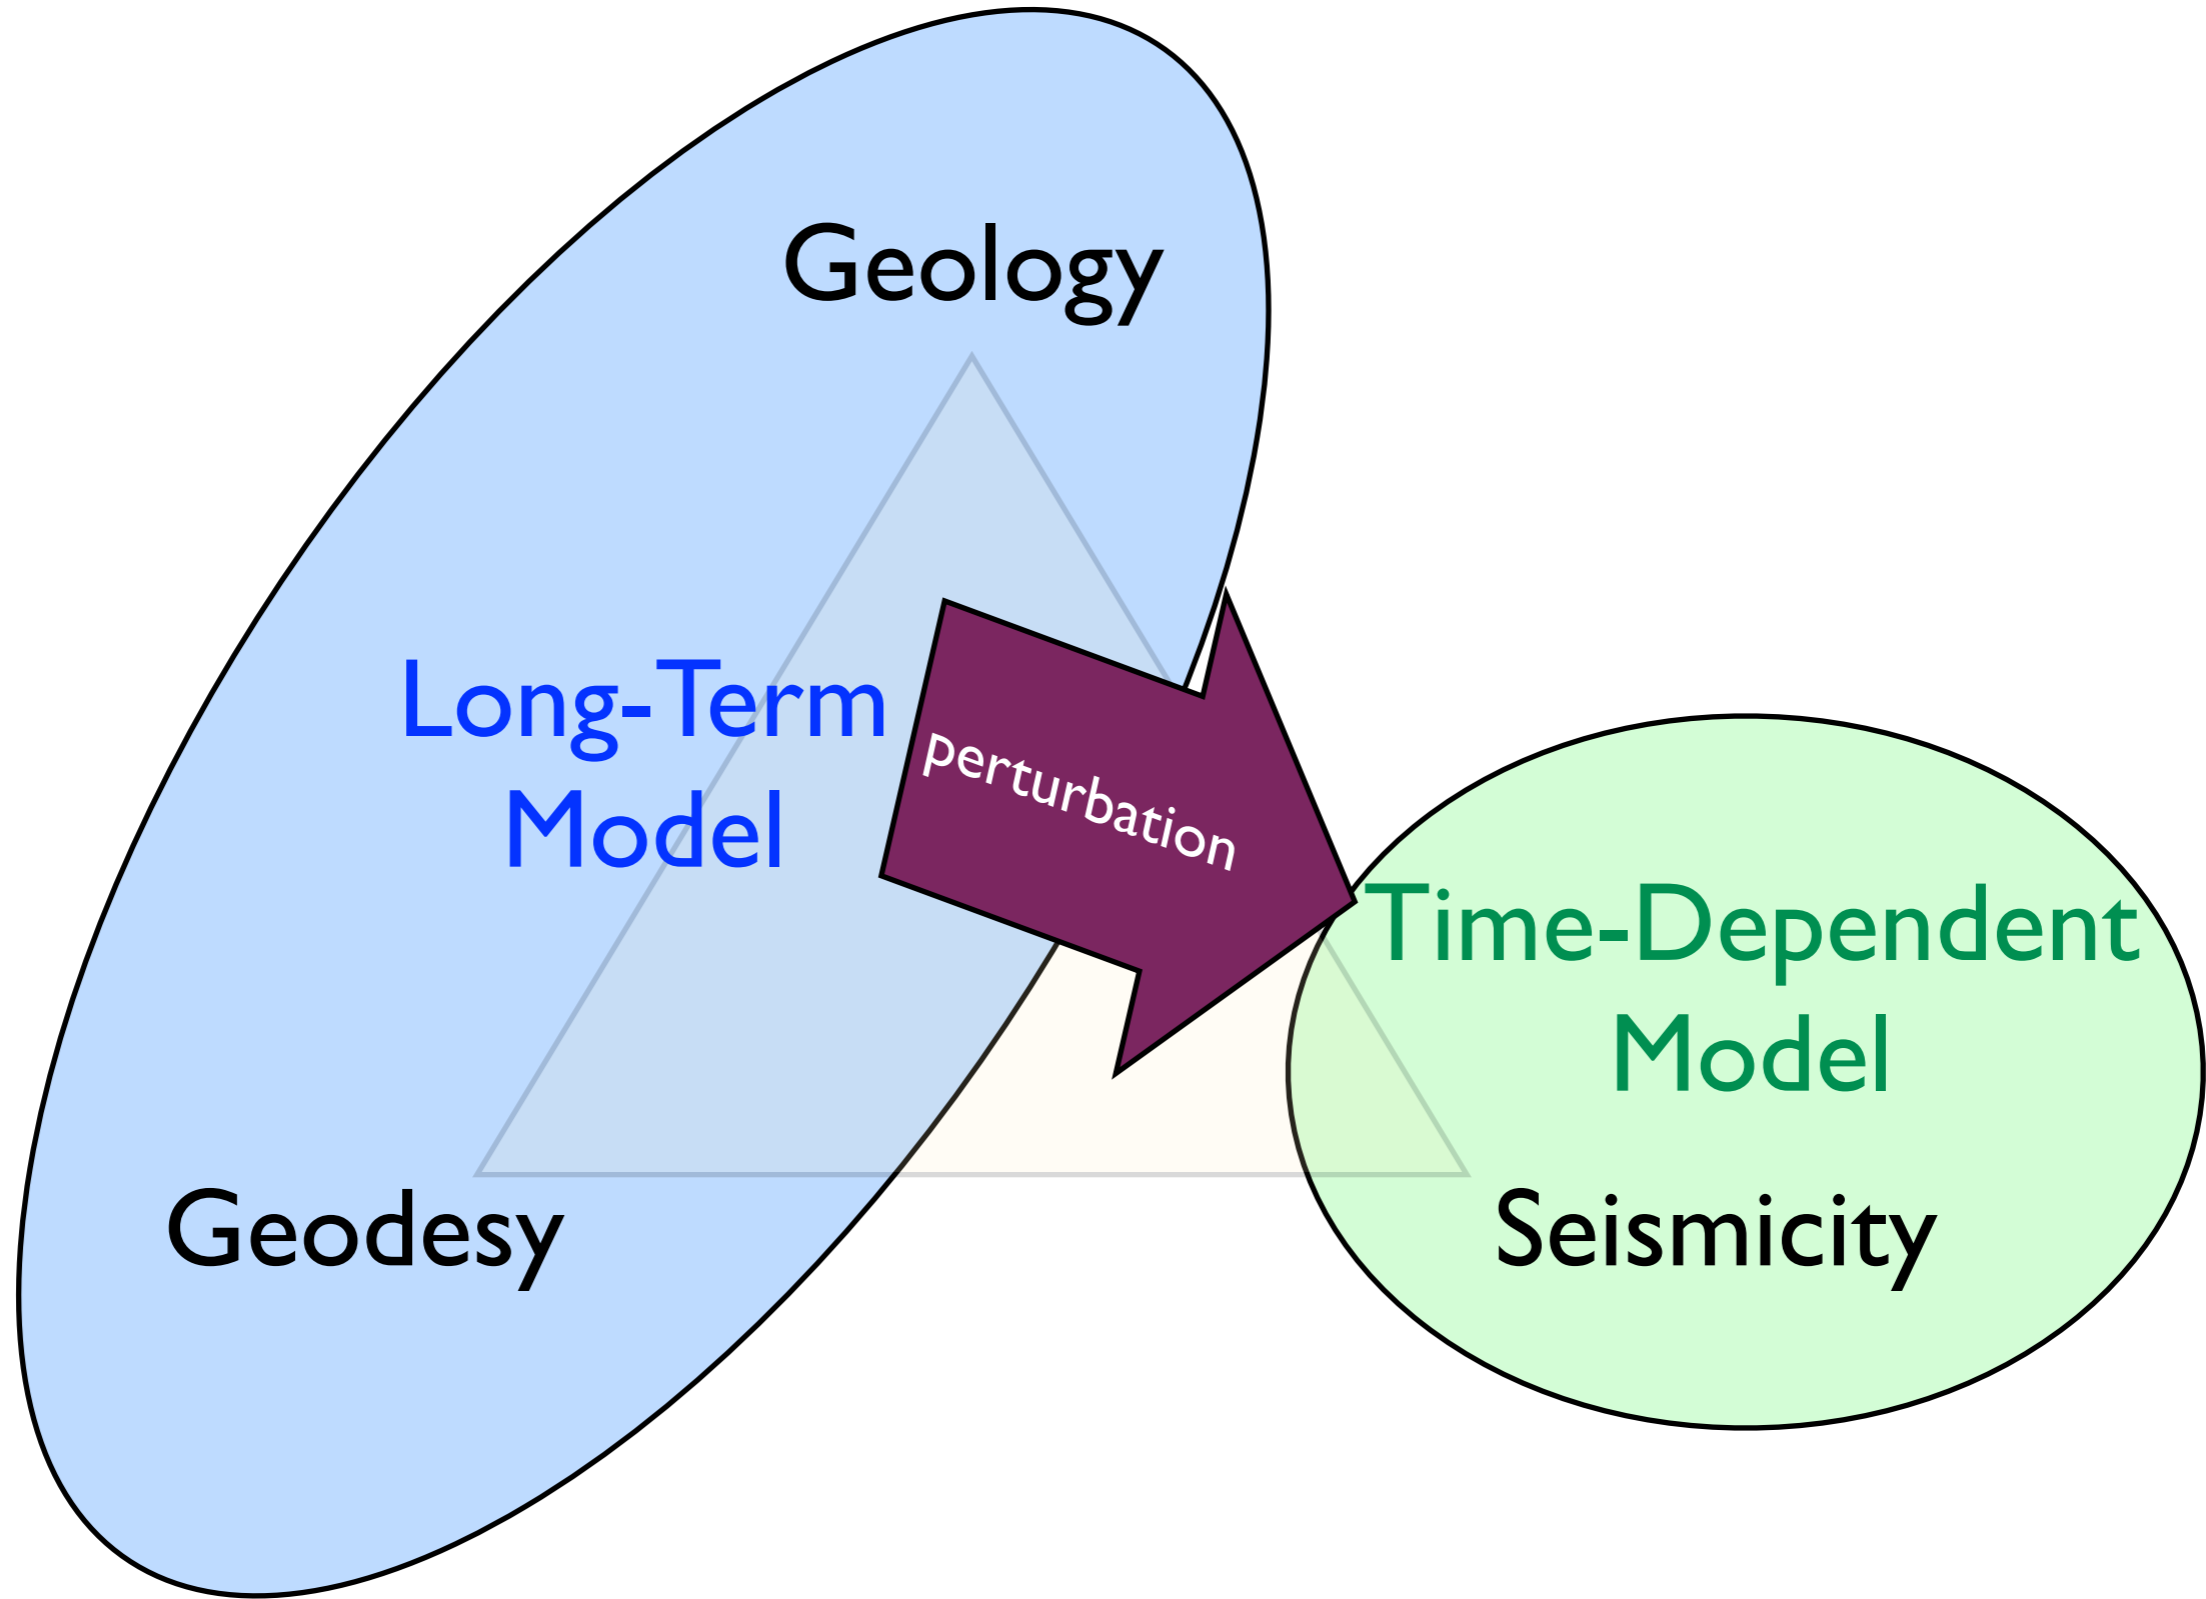 Geology
Long-Term
Model
perturbation
Time-Dependent
Model
Geodesy
Seismicity